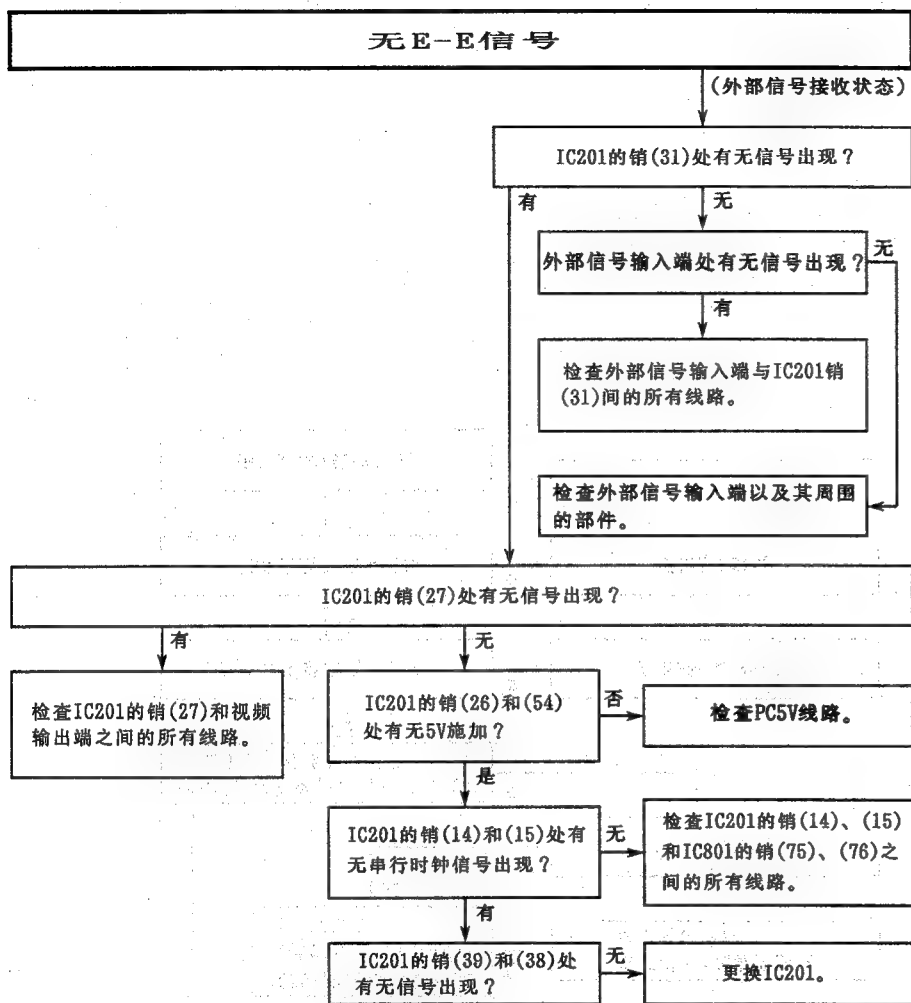 无E-E信号
(外部信号接收状态)
IC201的销(31)处有无信号出现？
有
无
外部信号输入端处有无信号出现？
无
有
检查外部信号输入端与IC201销
(31)间的所有线路。
检查外部信号输入端以及其周围
的部件。
IC201的销(27)处有无信号出现？
有
无
检查IC201的销(27)和视频
输出端之间的所有线路。
IC201的销(26)和(54)
处有无5V施加？
否
检查PC5V线路。
是
IC201的销(14)和(15)处有
无串行时钟信号出现？
无
检查IC201的销(14)、(15)
和IC801的销(75)、(76)之
间的所有线路。
有
IC201的销(39)和(38)处
有无信号出现？
无
更换IC201。